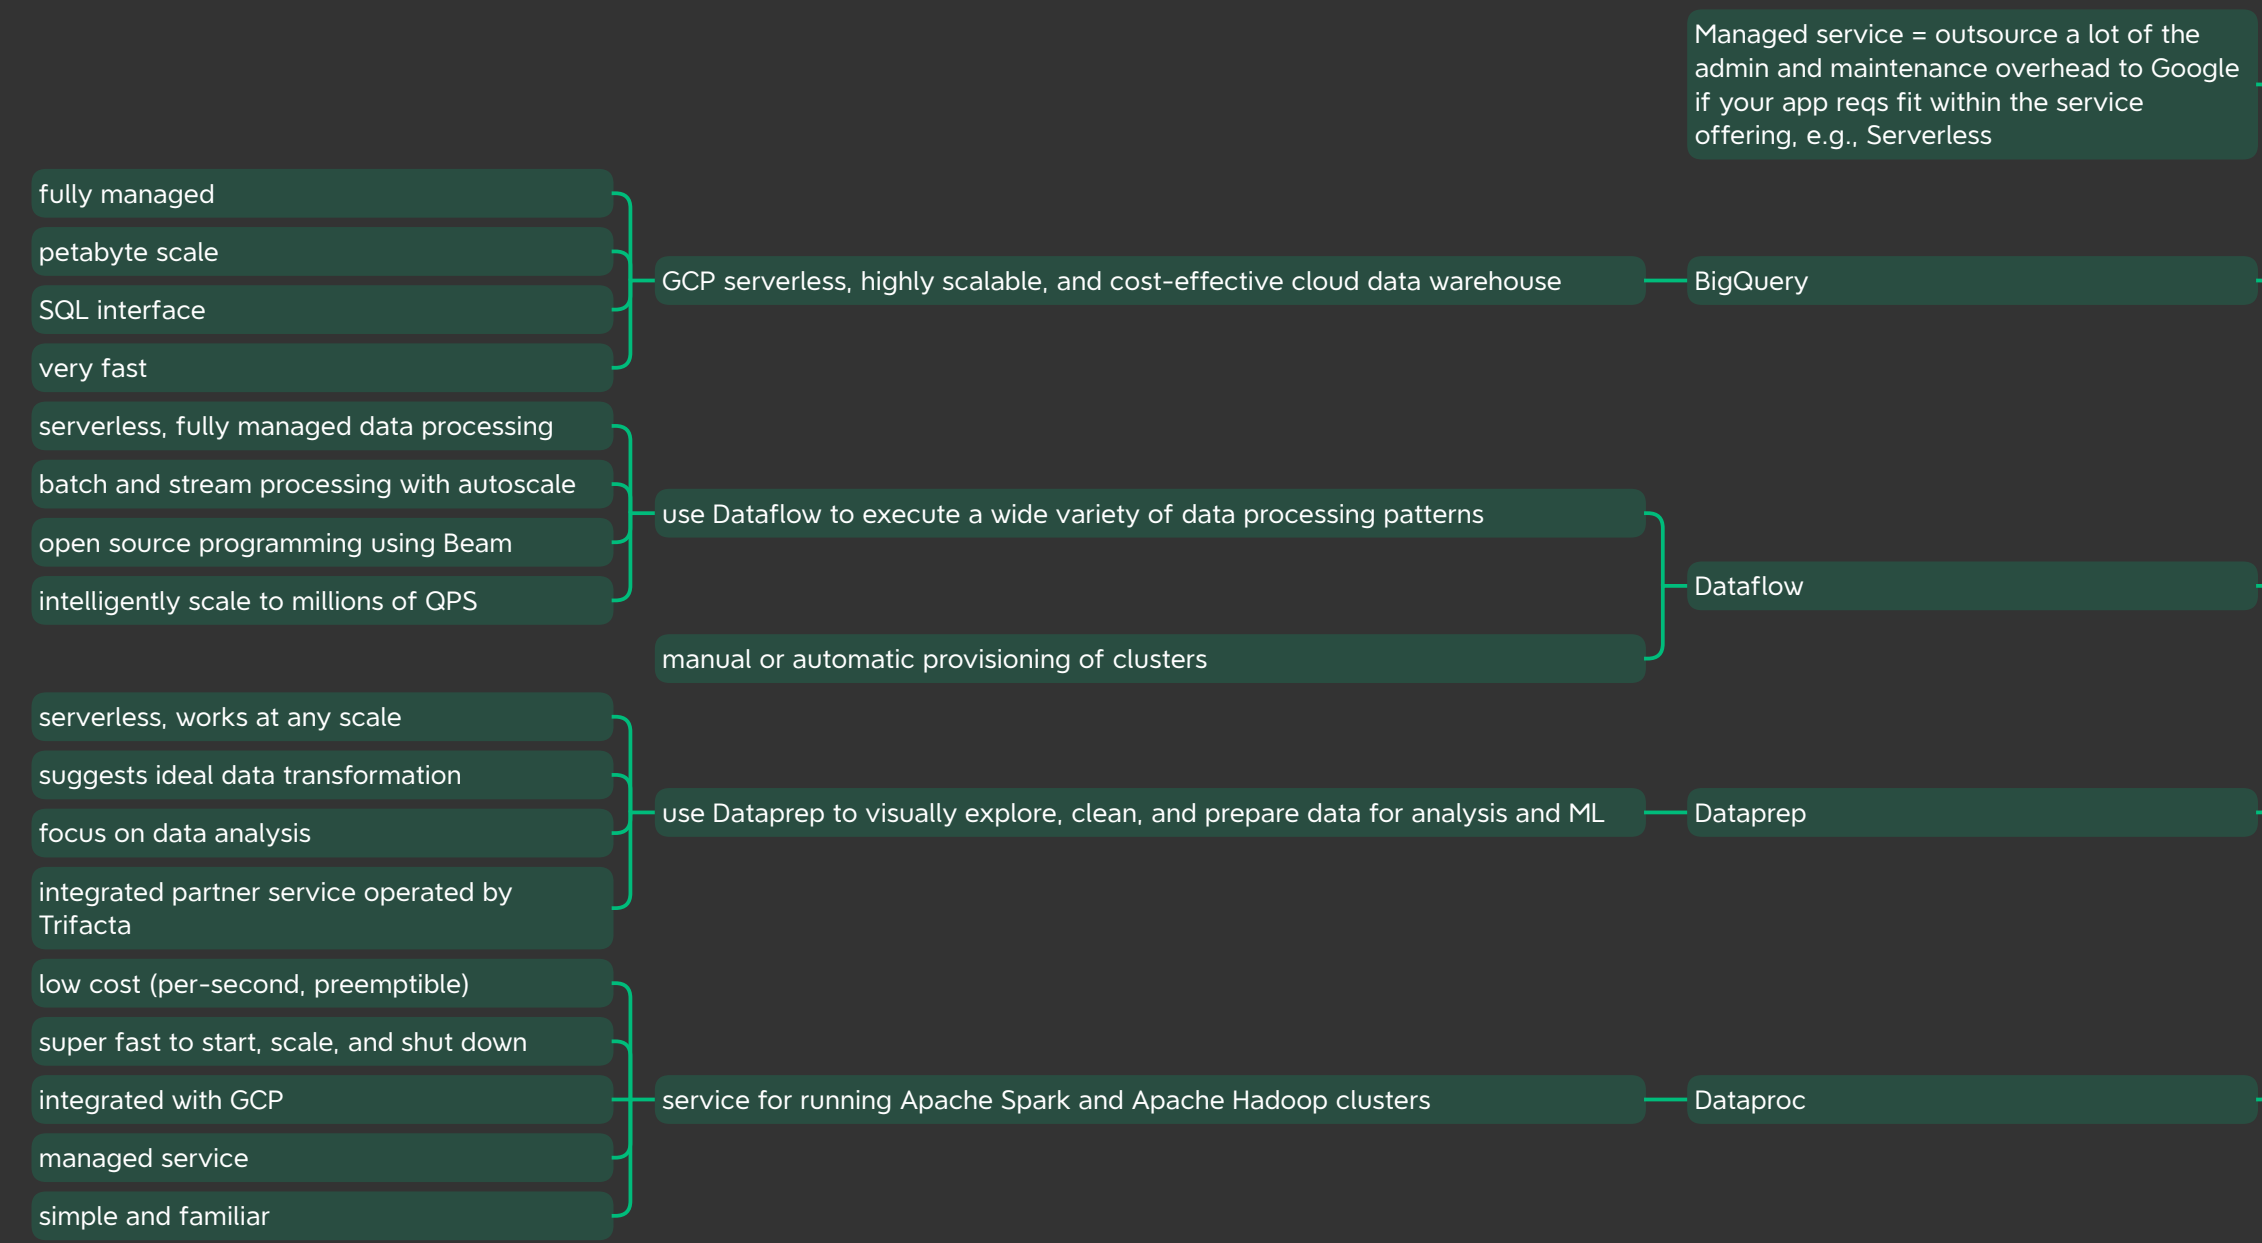 Managed service = outsource a lot of the
admin and maintenance overhead to Google
if your app reqs fit within the service
offering, e.g., Serverless
fully managed
petabyte scale
SQL interface
very fast
GCP serverless, highly scalable, and cost-effective cloud data warehouse
BigQuery
serverless, fully managed data processing
batch and stream processing with autoscale
open source programming using Beam
intelligently scale to millions of QPS
use Dataflow to execute a wide variety of data processing patterns
manual or automatic provisioning of clusters
Dataflow
serverless, works at any scale
suggests ideal data transformation
focus on data analysis
integrated partner service operated by
Trifacta
use Dataprep to visually explore, clean, and prepare data for analysis and ML
Dataprep
low cost (per-second, preemptible)
super fast to start, scale, and shut down
integrated with GCP
managed service
simple and familiar
service for running Apache Spark and Apache Hadoop clusters
Dataproc